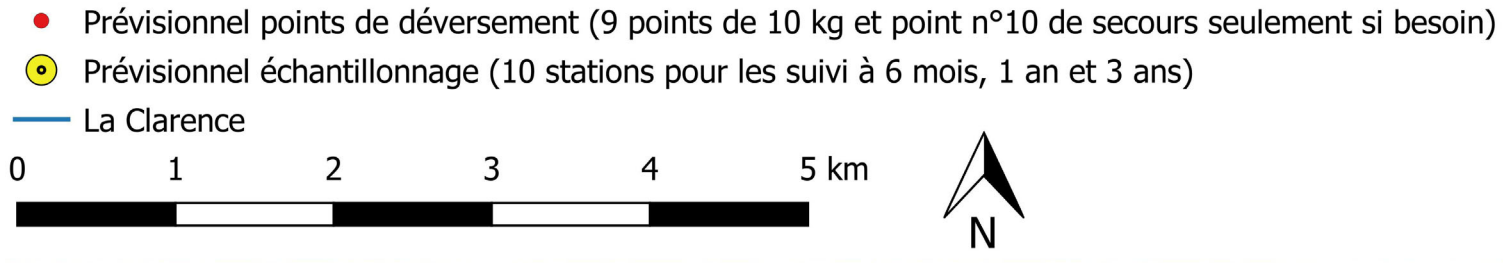 Prévisionnel points de déversement (9 points de 10 kg et point n°10 de secours seulement si besoin)
Prévisionnel échantillonnage (10 stations pour les suivi à 6 mois, 1 an et 3 ans)
La Clarence
0 1 2 3 4 5 km
N